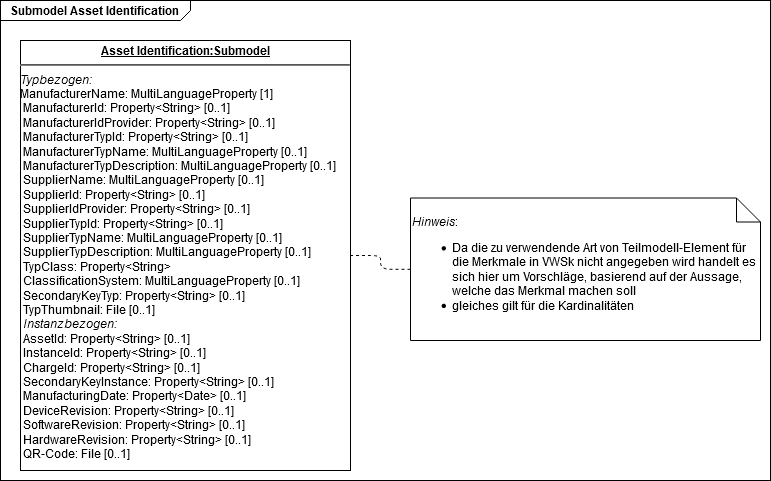 Submodel Asset Identification
Asset Identification:Submodel
Typbezogen:
ManufacturerName: MultiLanguageProperty [1]
ManufacturerId: Property<String> [0..1]
ManufacturerIdProvider: Property<String> [0..1]
ManufacturerTypId: Property<String> [0..1]
ManufacturerTypName: MultiLanguageProperty [0..1]
ManufacturerTypDescription: MultiLanguageProperty [0..1]
SupplierName: MultiLanguageProperty [0..1]
SupplierId: Property<String> [0..1]
SupplierIdProvider: Property<String> [0..1]
SupplierTypId: Property<String> [0..1]
SupplierTypName: MultiLanguageProperty [0..1]
SupplierTypDescription: MultiLanguageProperty [0..1]
TypClass: Property<String>
ClassificationSystem: MultiLanguageProperty [0..1]
SecondaryKeyTyp: Property<String> [0..1]
TypThumbnail: File [0..1]
Instanzbezogen:
AssetId: Property<String> [0..1]
InstanceId: Property<String> [0..1]
ChargeId: Property<String> [0..1]
SecondaryKeyInstance: Property<String> [0..1]
ManufacturingDate: Property<Date> [0..1]
DeviceRevision: Property<String> [0..1]
SoftwareRevision: Property<String> [0..1]
HardwareRevision: Property<String> [0..1]
QR-Code: File [0..1]
Hinweis:
• Da die zu verwendende Art von Teilmodell-Element für
die Merkmale in VWSk nicht angegeben wird handelt es
sich hier um Vorschläge, basierend auf der Aussage,
welche das Merkmal machen soll
• gleiches gilt für die Kardinalitäten